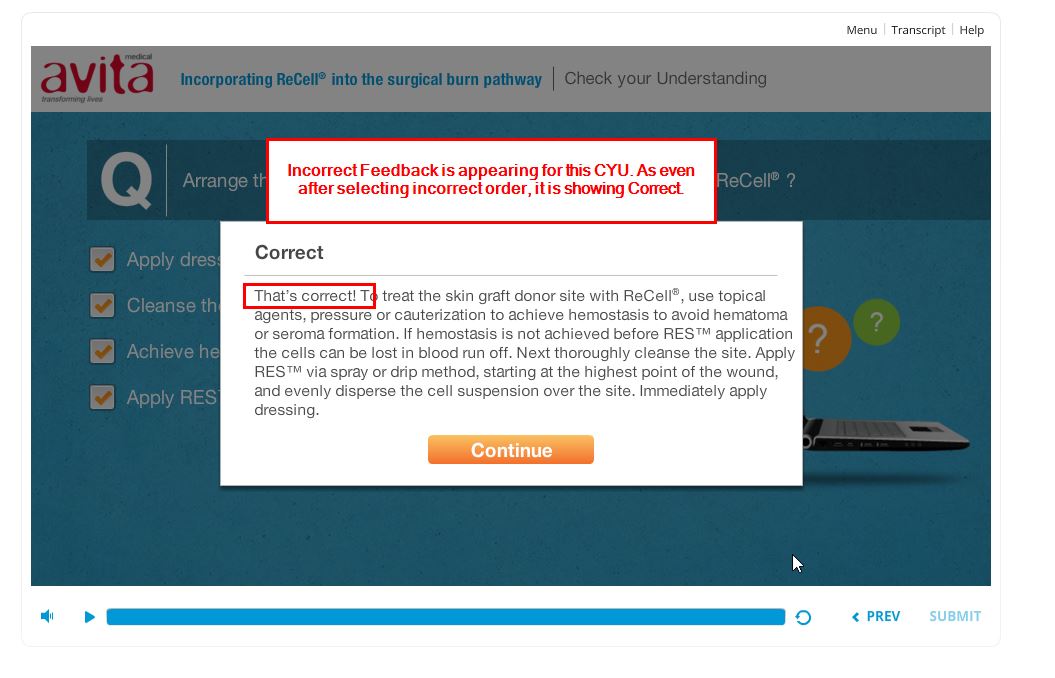 Menu Transcript Help
avita medical
transforming lives
Incorporating ReCell® into the surgical burn pathway Check your Understanding
Incorrect Feedback is appearing for this CYU. As even
after selecting incorrect order, it is showing Correct.
Q Arrange ReCell® ?
Correct
Apply
That's correct! To treat the skin graft donor site with ReCell®, use topical
Cleanse
agents, pressure or cauterization to achieve hemostasis to avoid hematoma
or seroma formation. If hemostasis is not achieved before RES™ application
Achieve
the cells can be lost in blood run off. Next thoroughly cleanse the site. Apply
RES™ via spray or drip method, starting at the highest point of the wound,
Apply RES
and evenly disperse the cell suspension over the site. Immediately apply
dressing.
? ?
Continue
PREV SUBMIT